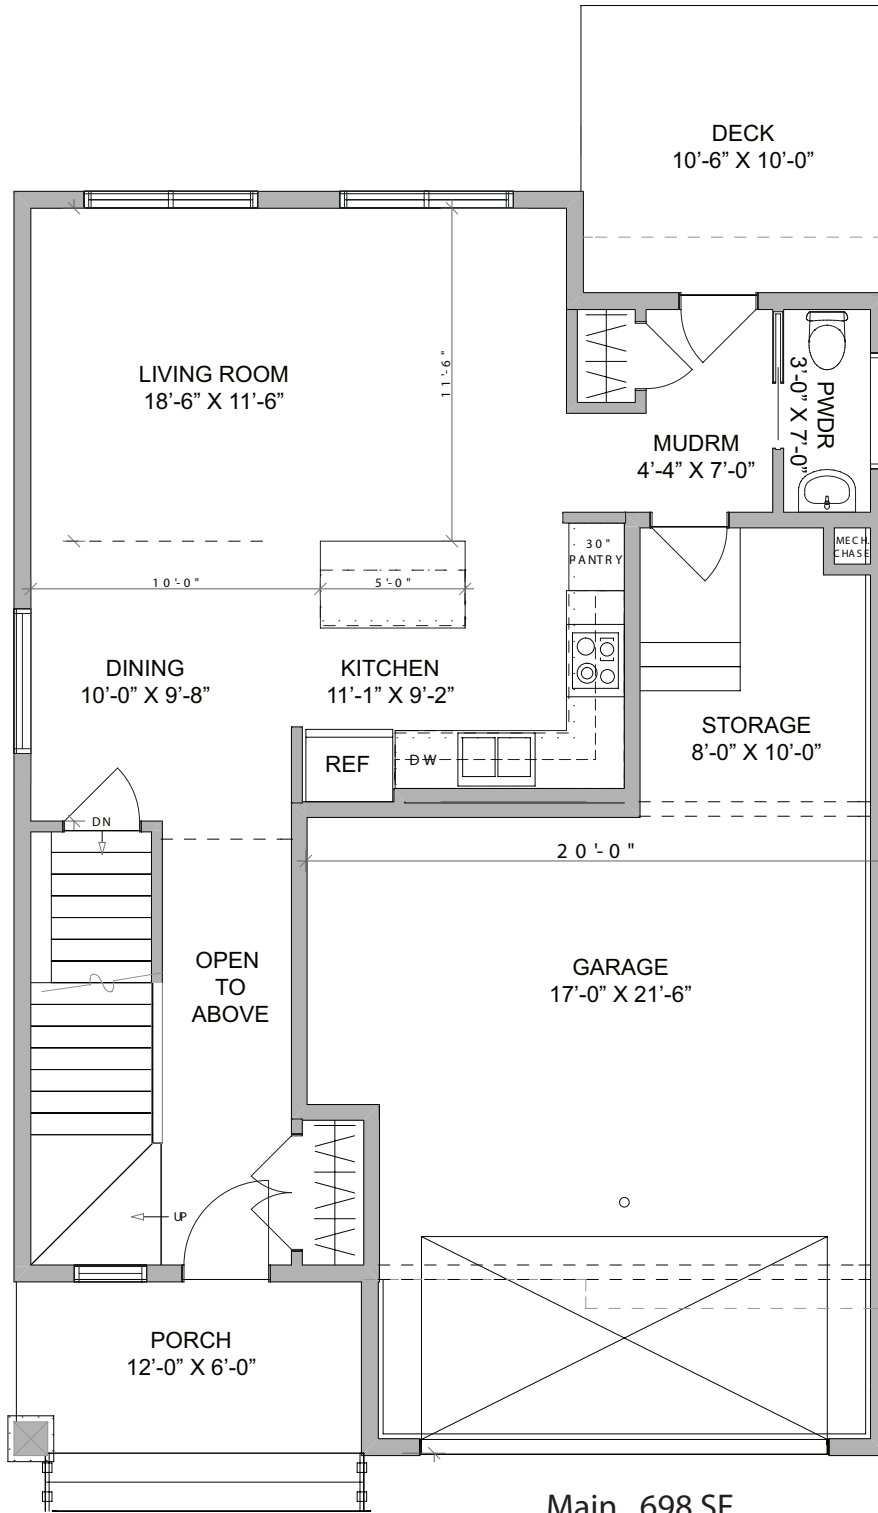 DECK
10'-6” X 10'-0”
LIVING ROOM
18'-6” X 11'-6”
11'-6"
PWDR
3'-0” X 7'-0”
MUDRM
4'-4” X 7'-0”
30"
PANTRY
MECH.
CHASE
10'-0"
5'-0"
DINING
10'-0” X 9'-8”
KITCHEN
11'-1” X 9'-2”
STORAGE
8'-0” X 10'-0”
REF
DW
DN
20'-0"
OPEN
TO
ABOVE
GARAGE
17'-0” X 21'-6”
UP
PORCH
12'-0” X 6'-0”
Main 698 SF